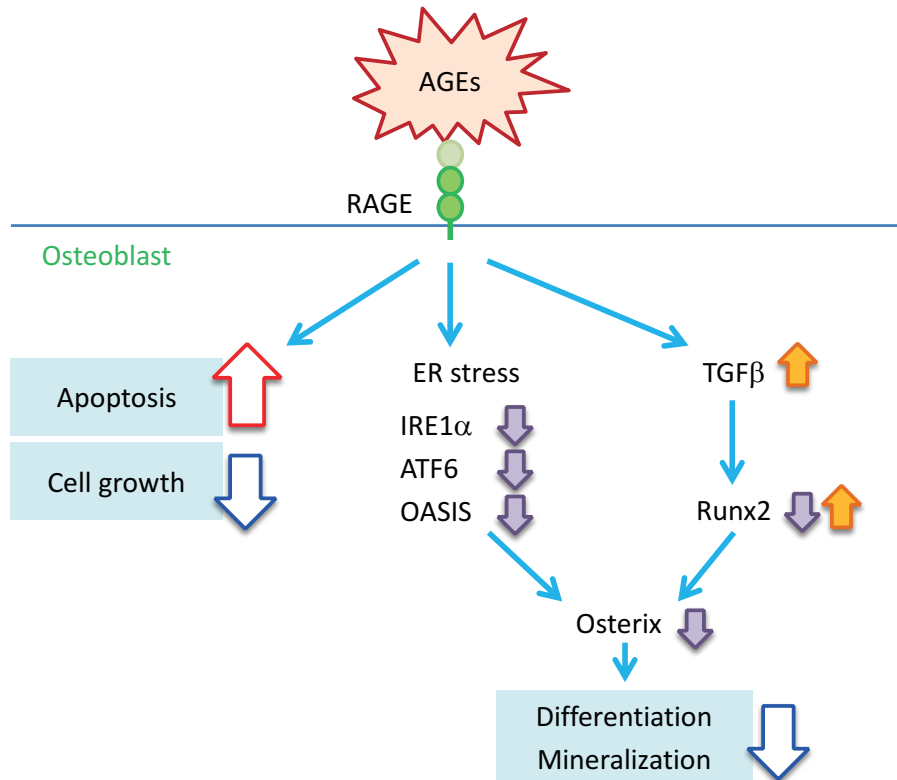 AGEs
RAGE
Osteoblast
Apoptosis
Cell growth
ER stress
IRE1α
ATF6
OASIS
TGFβ
Runx2
Osterix
Differentiation
Mineralization